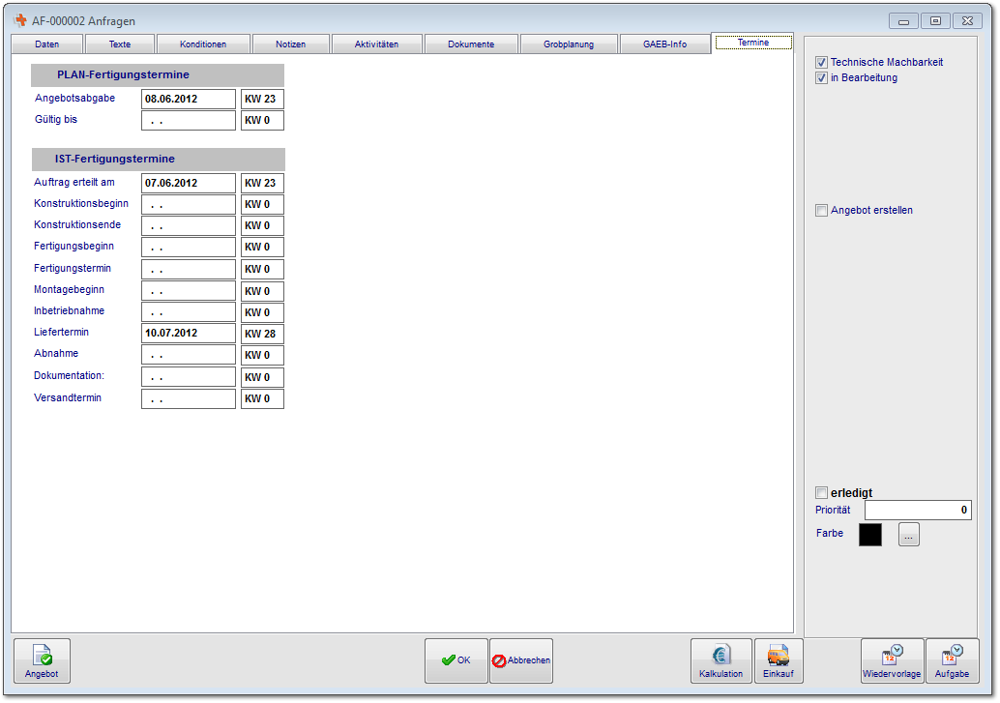 AF-000002 Anfragen
Daten Texte Konditionen Notizen Aktivitäten Dokumente Grobplanung GAEB-Info Termine
PLAN-Fertigungstermine
Angebotsabgabe 08.06.2012 KW 23
Gültig bis . . KW 0
IST-Fertigungstermine
Auftrag erteilt am 07.06.2012 KW 23
Konstruktionsbeginn . . KW 0
Konstruktionsende . . KW 0
Fertigungsbeginn . . KW 0
Fertigungstermin . . KW 0
Montagebeginn . . KW 0
Inbetriebnahme . . KW 0
Liefertermin 10.07.2012 KW 28
Abnahme . . KW 0
Dokumentation: . . KW 0
Versandtermin . . KW 0
Technische Machbarkeit
in Bearbeitung
Angebot erstellen
erledigt
Priorität 0
Farbe ...
Angebot OK Abbrechen Kalkulation Einkauf 12 Wiedervorlage 12 Aufgabe